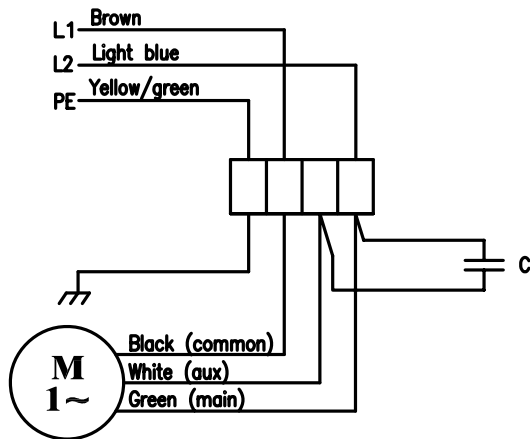 L1 Brown
L2 Light blue
PE Yellow/green
C
Black (common)
M
1~
White (aux)
Green (main)